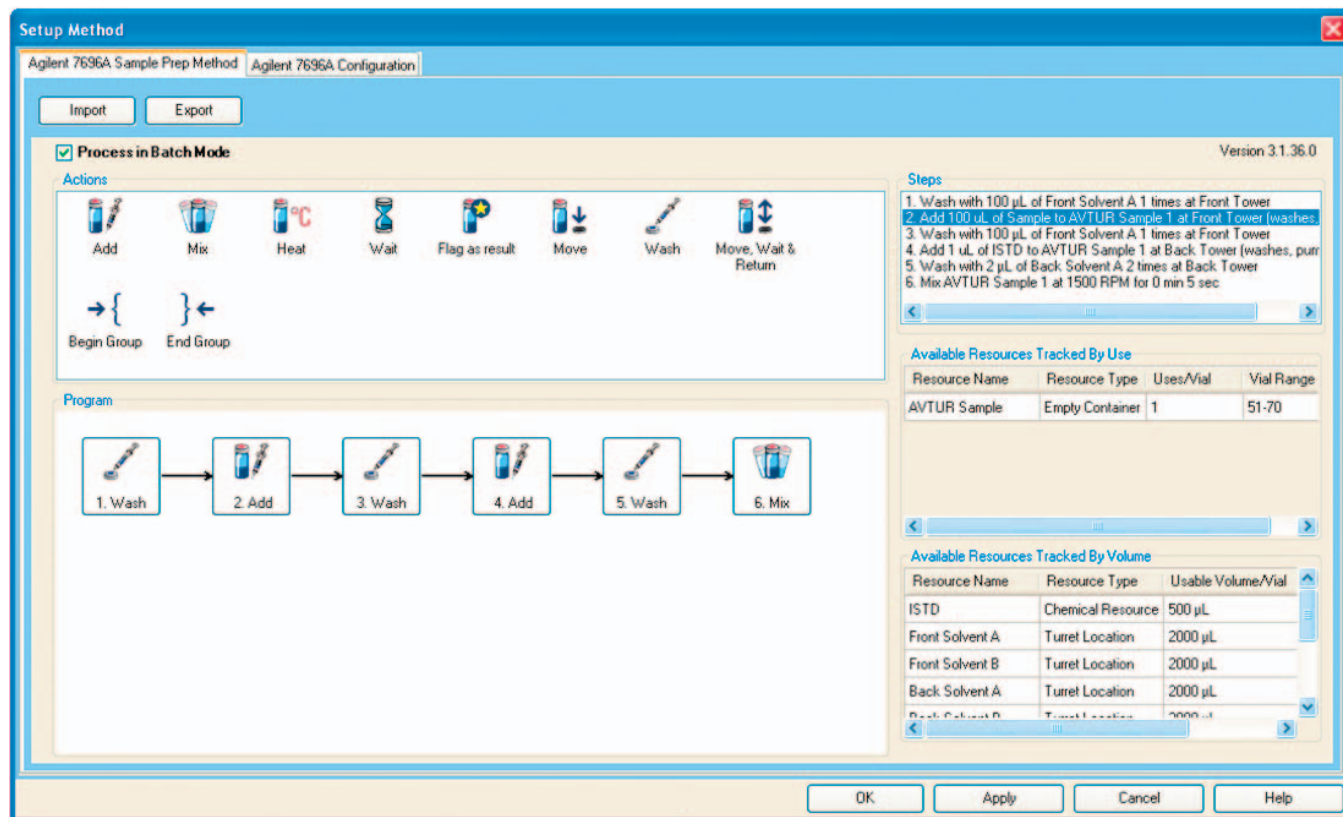 Setup Method
Agilent 7696A Sample Prep Method
Agilent 7696A Configuration
Import
Export
Process in Batch Mode
Version 3.1.36.0
Actions
Add
Mix
Heat
Wait
Flag as result
Move
Wash
Move, Wait &
Return
°C
Begin Group
End Group
Steps
1. Wash with 100 µL of Front Solvent A 1 times at Front Tower
2. Add 100 uL of Sample to AVTUR Sample 1 at Front Tower (washes,
3. Wash with 100 µL of Front Solvent A 1 times at Front Tower
4. Add 1 uL of ISTD to AVTUR Sample 1 at Back Tower (washes,
5. Wash with 2 µL of Back Solvent A 2 times at Back Tower
6. Mix AVTUR Sample 1 at 1500 RPM for 0 min 5 sec
Available Resources Tracked By Use
Resource Name Resource Type Uses/Vial Vial Range
AVTUR Sample Empty Container 1 51-70
Program
1. Wash
2. Add
3. Wash
4. Add
5. Wash
6. Mix
Available Resources Tracked By Volume
Resource Name Resource Type Usable Volume/Vial
ISTD Chemical Resource 500 µL
Front Solvent A Turret Location 2000 µL
Front Solvent B Turret Location 2000 µL
Back Solvent A Turret Location 2000 µL
OK
Apply
Cancel
Help